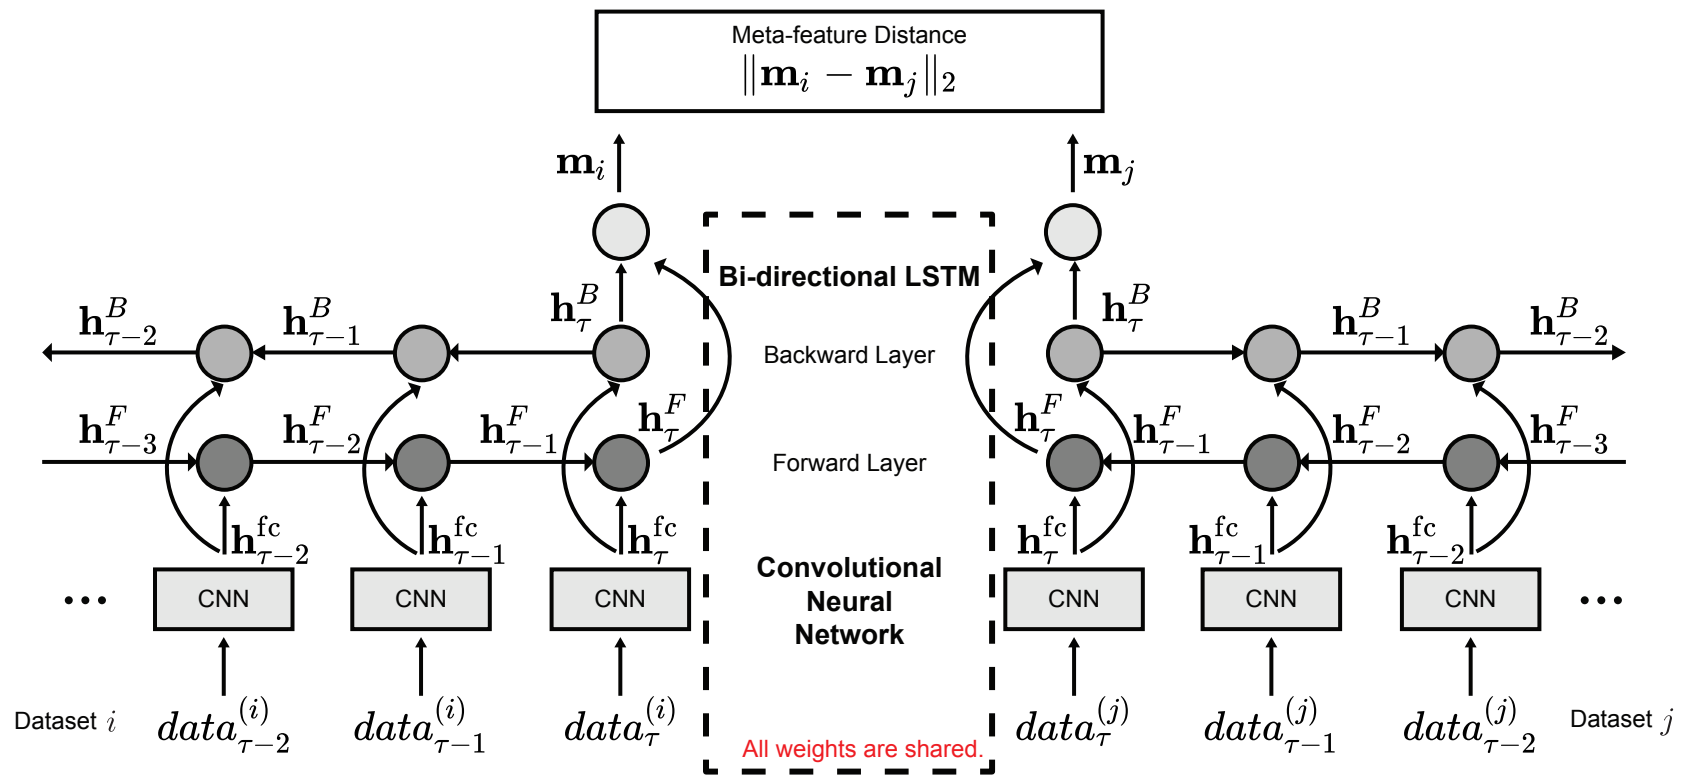 Meta-feature Distance
‖m_i − m_j‖_2
m_i m_j
Bi-directional LSTM
h^B_{τ−2} h^B_{τ−1} h^B_τ h^B_τ h^B_{τ−1} h^B_{τ−2}
Backward Layer
h^F_{τ−3} h^F_{τ−2} h^F_{τ−1} h^F_τ h^F_τ h^F_{τ−1} h^F_{τ−2} h^F_{τ−3}
Forward Layer
h^fc_{τ−2} h^fc_{τ−1} h^fc_τ h^fc_τ h^fc_{τ−1} h^fc_{τ−2}
Convolutional
Neural
Network
... CNN CNN CNN CNN CNN CNN ...
Dataset i data^{(i)}_{τ−2} data^{(i)}_{τ−1} data^{(i)}_τ data^{(j)}_τ data^{(j)}_{τ−1} data^{(j)}_{τ−2} Dataset j
All weights are shared.